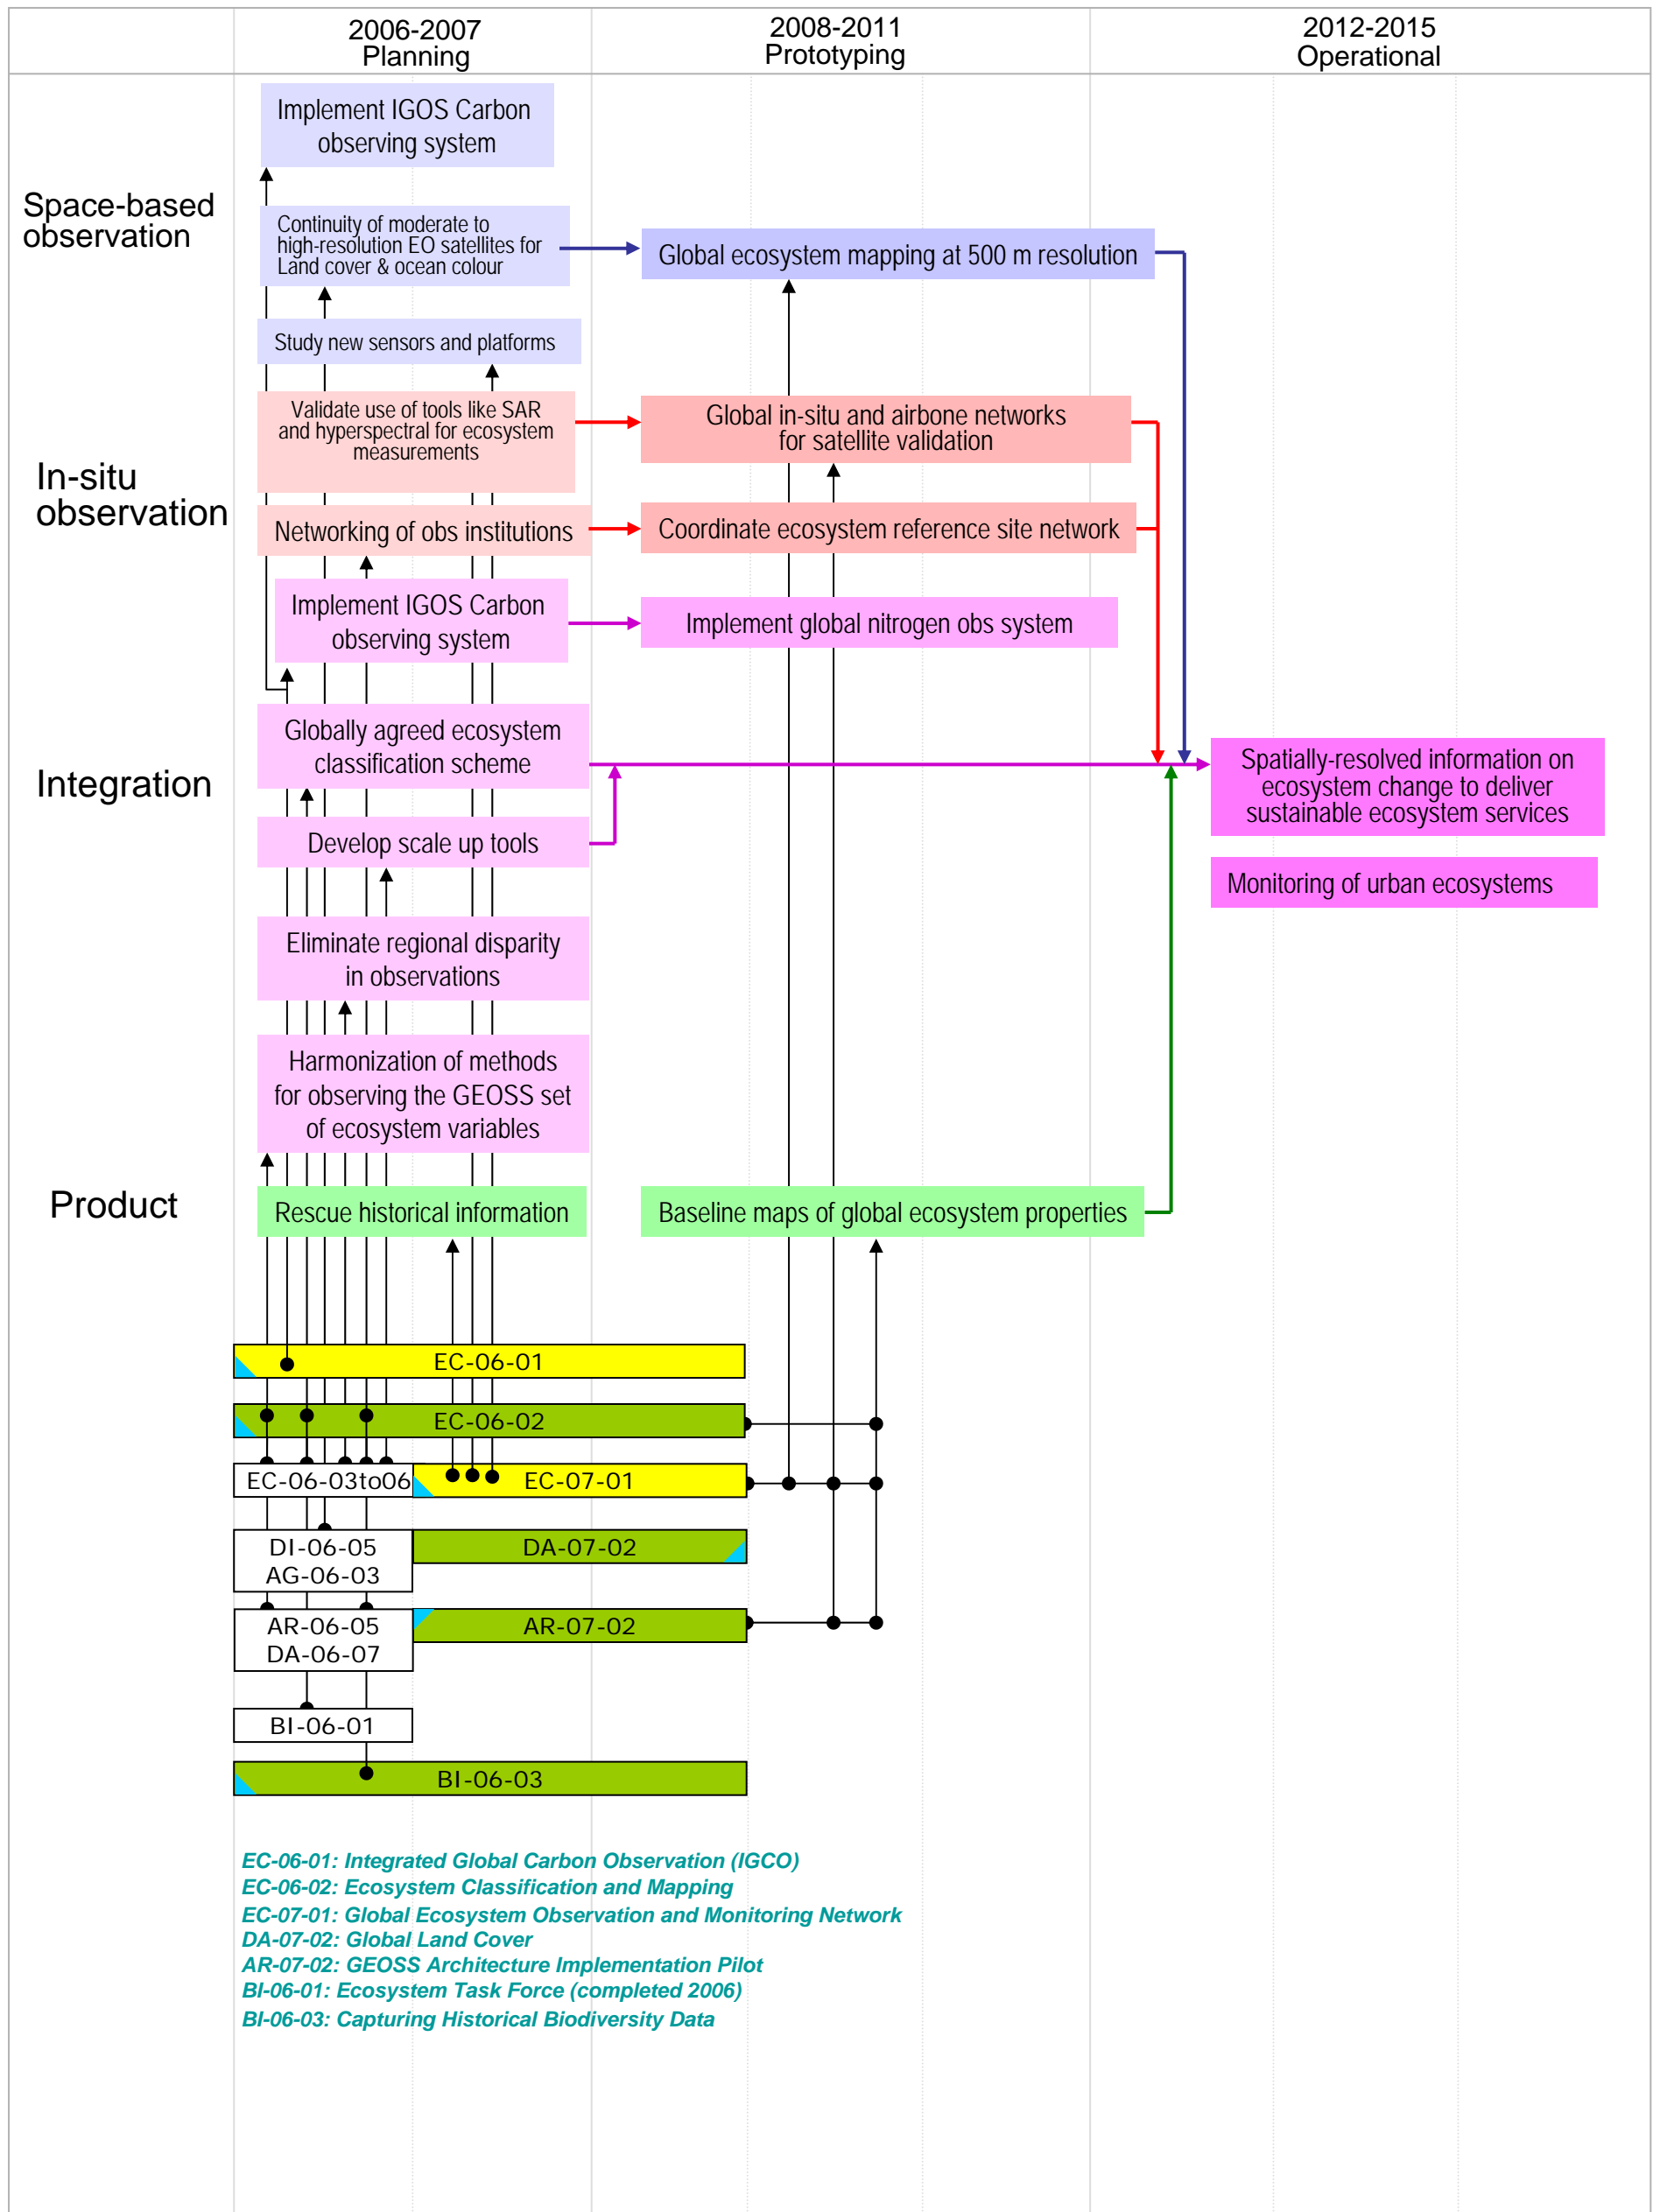 2006-2007
Planning
2008-2011
Prototyping
2012-2015
Operational
Space-based
observation
Implement IGOS Carbon
observing system
Continuity of moderate to
high-resolution EO satellites for
Land cover & ocean colour
Global ecosystem mapping at 500 m resolution
Study new sensors and platforms
In-situ
observation
Validate use of tools like SAR
and hyperspectral for ecosystem
measurements
Global in-situ and airbone networks
for satellite validation
Networking of obs institutions
Coordinate ecosystem reference site network
Implement IGOS Carbon
observing system
Implement global nitrogen obs system
Integration
Globally agreed ecosystem
classification scheme
Spatially-resolved information on
ecosystem change to deliver
sustainable ecosystem services
Develop scale up tools
Monitoring of urban ecosystems
Eliminate regional disparity
in observations
Harmonization of methods
for observing the GEOSS set
of ecosystem variables
Product
Rescue historical information
Baseline maps of global ecosystem properties
EC-06-01
EC-06-02
EC-06-03to06
EC-07-01
DI-06-05
AG-06-03
DA-07-02
AR-06-05
DA-06-07
AR-07-02
BI-06-01
BI-06-03
EC-06-01: Integrated Global Carbon Observation (IGCO)
EC-06-02: Ecosystem Classification and Mapping
EC-07-01: Global Ecosystem Observation and Monitoring Network
DA-07-02: Global Land Cover
AR-07-02: GEOSS Architecture Implementation Pilot
BI-06-01: Ecosystem Task Force (completed 2006)
BI-06-03: Capturing Historical Biodiversity Data